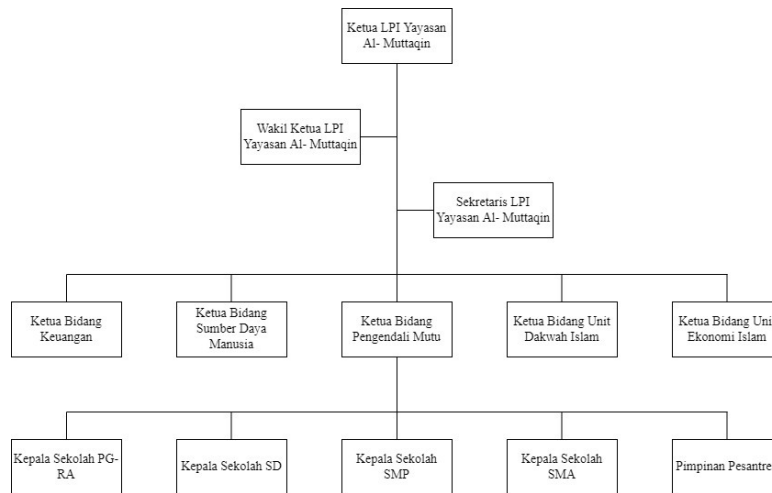 Ketua LPI Yayasan
Al- Muttaqin
Wakil Ketua LPI
Yayasan Al- Muttaqin
Sekretaris LPI
Yayasan Al- Muttaqin
Ketua Bidang
Keuangan
Ketua Bidang
Sumber Daya
Manusia
Ketua Bidang
Pengendali Mutu
Ketua Bidang Unit
Dakwah Islam
Ketua Bidang Uni
Ekonomi Islam
Kepala Sekolah PG-
RA
Kepala Sekolah SD
Kepala Sekolah
SMP
Kepala Sekolah
SMA
Pimpinan Pesantre